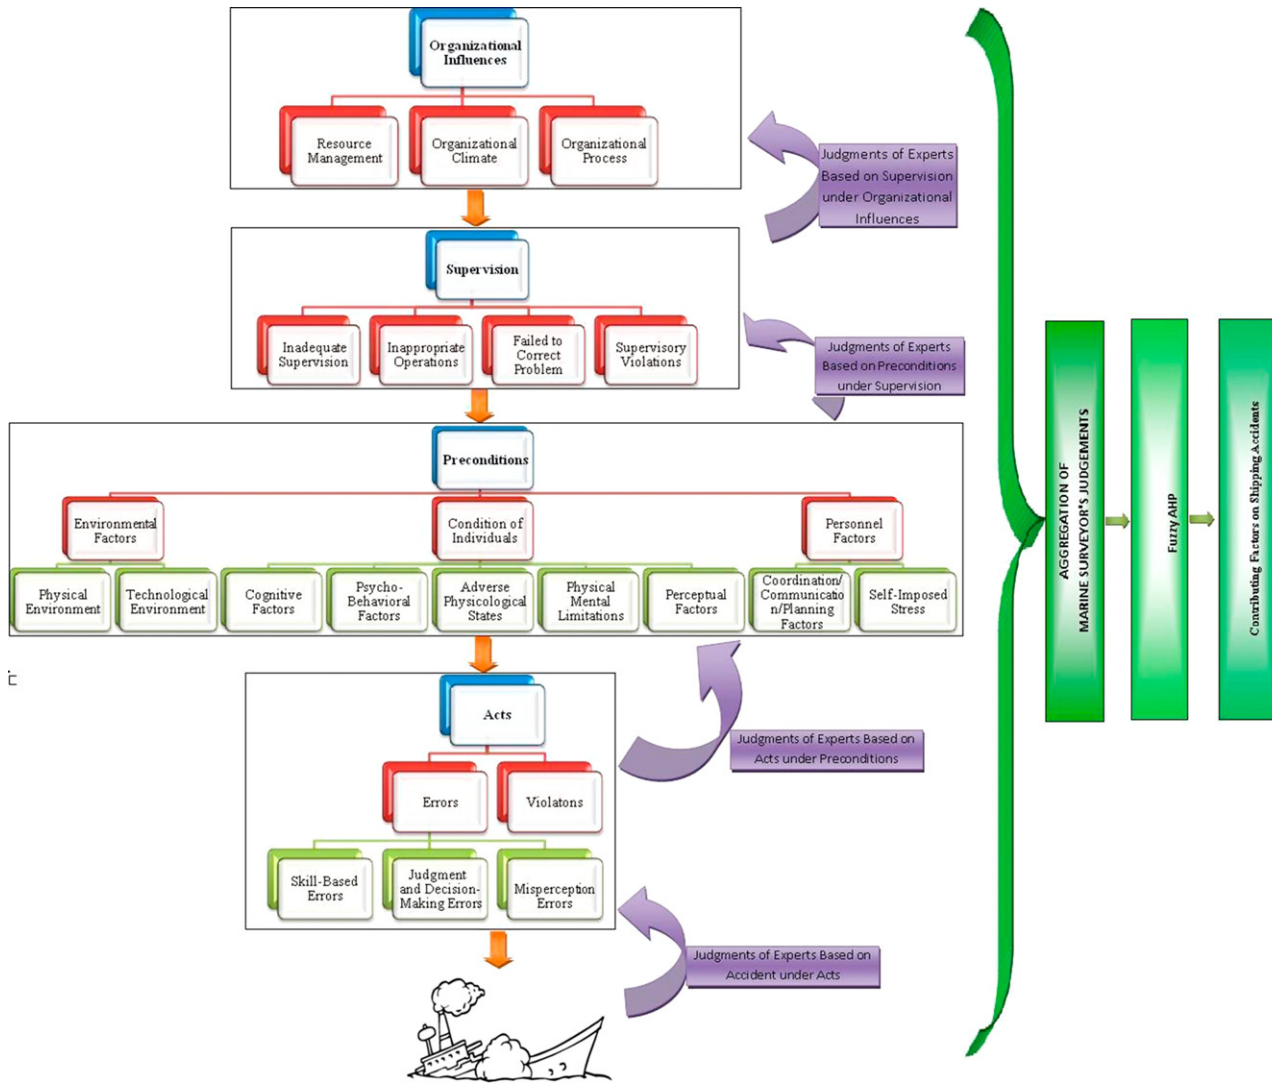 Organizational
Influences
Resource
Management
Organizational
Climate
Organizational
Process
Judgments of Experts
Based on Supervision
under Organizational
Influences
Supervision
Inadequate
Supervision
Inappropriate
Operations
Failed to
Correct
Problem
Supervisory
Violations
Judgments of Experts
Based on Preconditions
under Supervision
Preconditions
Environmental
Factors
Condition of
Individuals
Personnel
Factors
Physical
Environment
Technological
Environment
Cognitive
Factors
Psycho-
Behavioral
Factors
Adverse
Physicological
States
Physical
Mental
Limitations
Perceptual
Factors
Coordination/
Communicatio
n/Planning
Factors
Self-Imposed
Stress
Acts
Judgments of Experts Based on
Acts under Preconditions
Errors
Violatons
Skill-Based
Errors
Judgment
and Decision-
Making Errors
Misperception
Errors
Judgments of Experts Based on
Accident under Acts
AGGREGATION OF
MARINE SURVEYOR'S JUDGEMENTS
Fuzzy AHP
Contributing Factors on Shipping Accidents